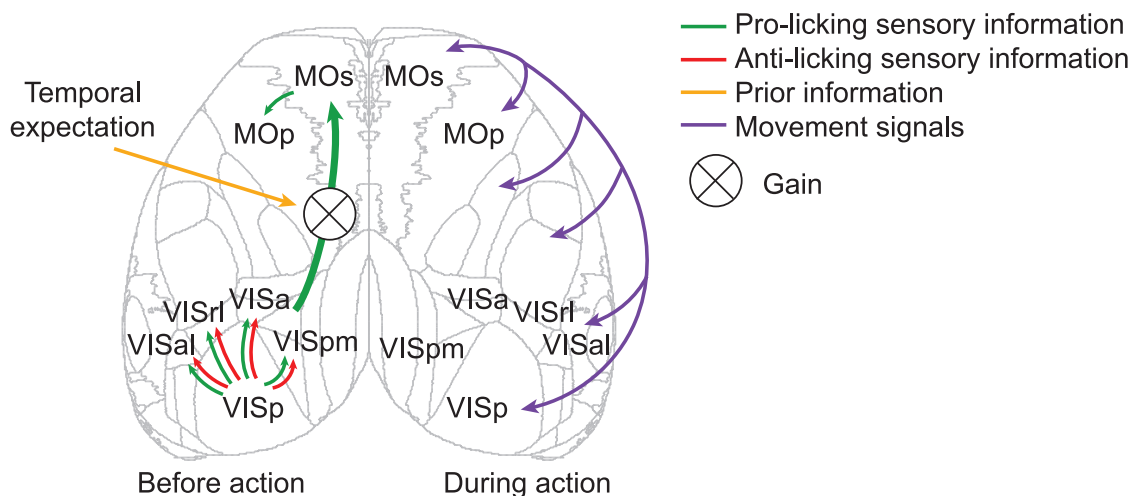 Pro-licking sensory information
Anti-licking sensory information
Prior information
Movement signals
Gain
Temporal
expectation
MOs
MOs
MOp
MOp
VISa
VISrl
VISal
VISpm
VISp
VISa
VISrl
VISpm
VISal
VISp
Before action
During action